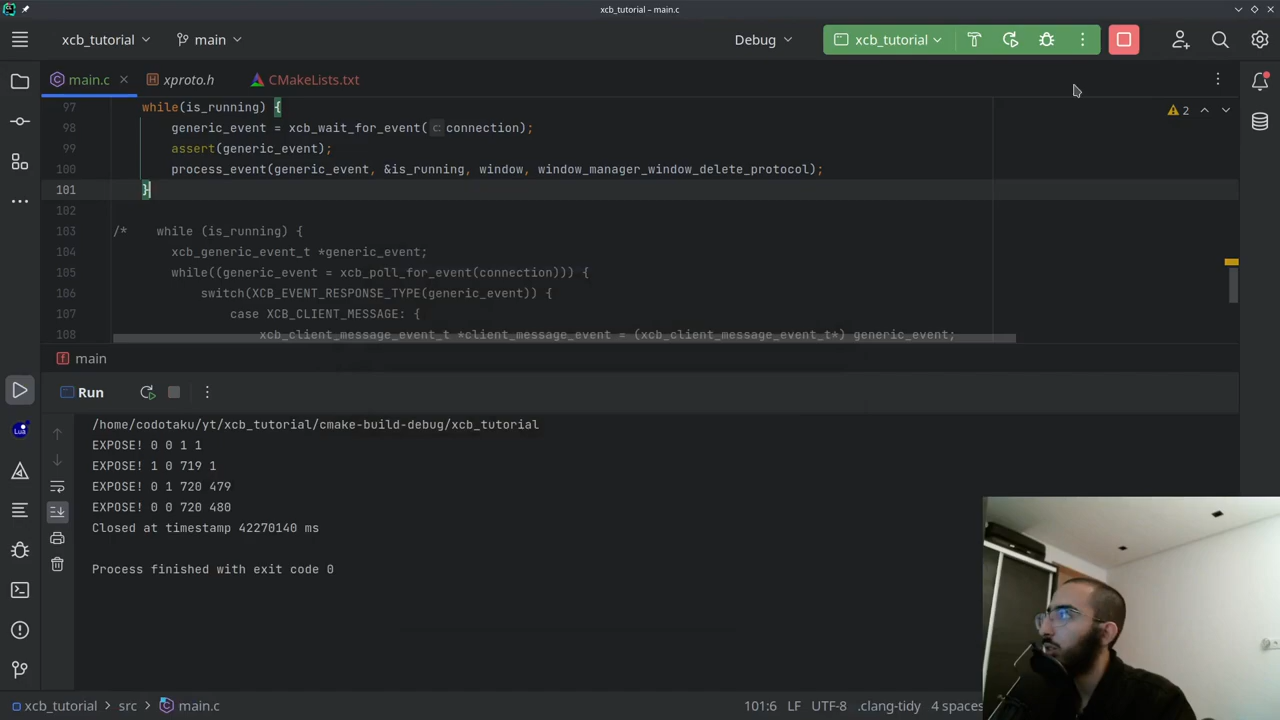 xcb_tutorial – main.c
xcb_tutorial
main
Debug
xcb_tutorial
main.c
xproto.h
CMakeLists.txt
2
97 while(is_running) {
98 generic_event = xcb_wait_for_event( c: connection);
99 assert(generic_event);
100 process_event(generic_event, &is_running, window, window_manager_window_delete_protocol);
101 }
102
103 /* while (is_running) {
104 xcb_generic_event_t *generic_event;
105 while((generic_event = xcb_poll_for_event(connection))) {
106 switch(XCB_EVENT_RESPONSE_TYPE(generic_event)) {
107 case XCB_CLIENT_MESSAGE: {
108 xcb_client_message_event_t *client_message_event = (xcb_client_message_event_t*) generic_event;
f main
Run
/home/codotaku/yt/xcb_tutorial/cmake-build-debug/xcb_tutorial
EXPOSE! 0 0 1 1
EXPOSE! 1 0 719 1
EXPOSE! 0 1 720 479
EXPOSE! 0 0 720 480
Closed at timestamp 42270140 ms
Process finished with exit code 0
Lua
xcb_tutorial
src
main.c
101:6
LF
UTF-8
.clang-tidy
4 spaces